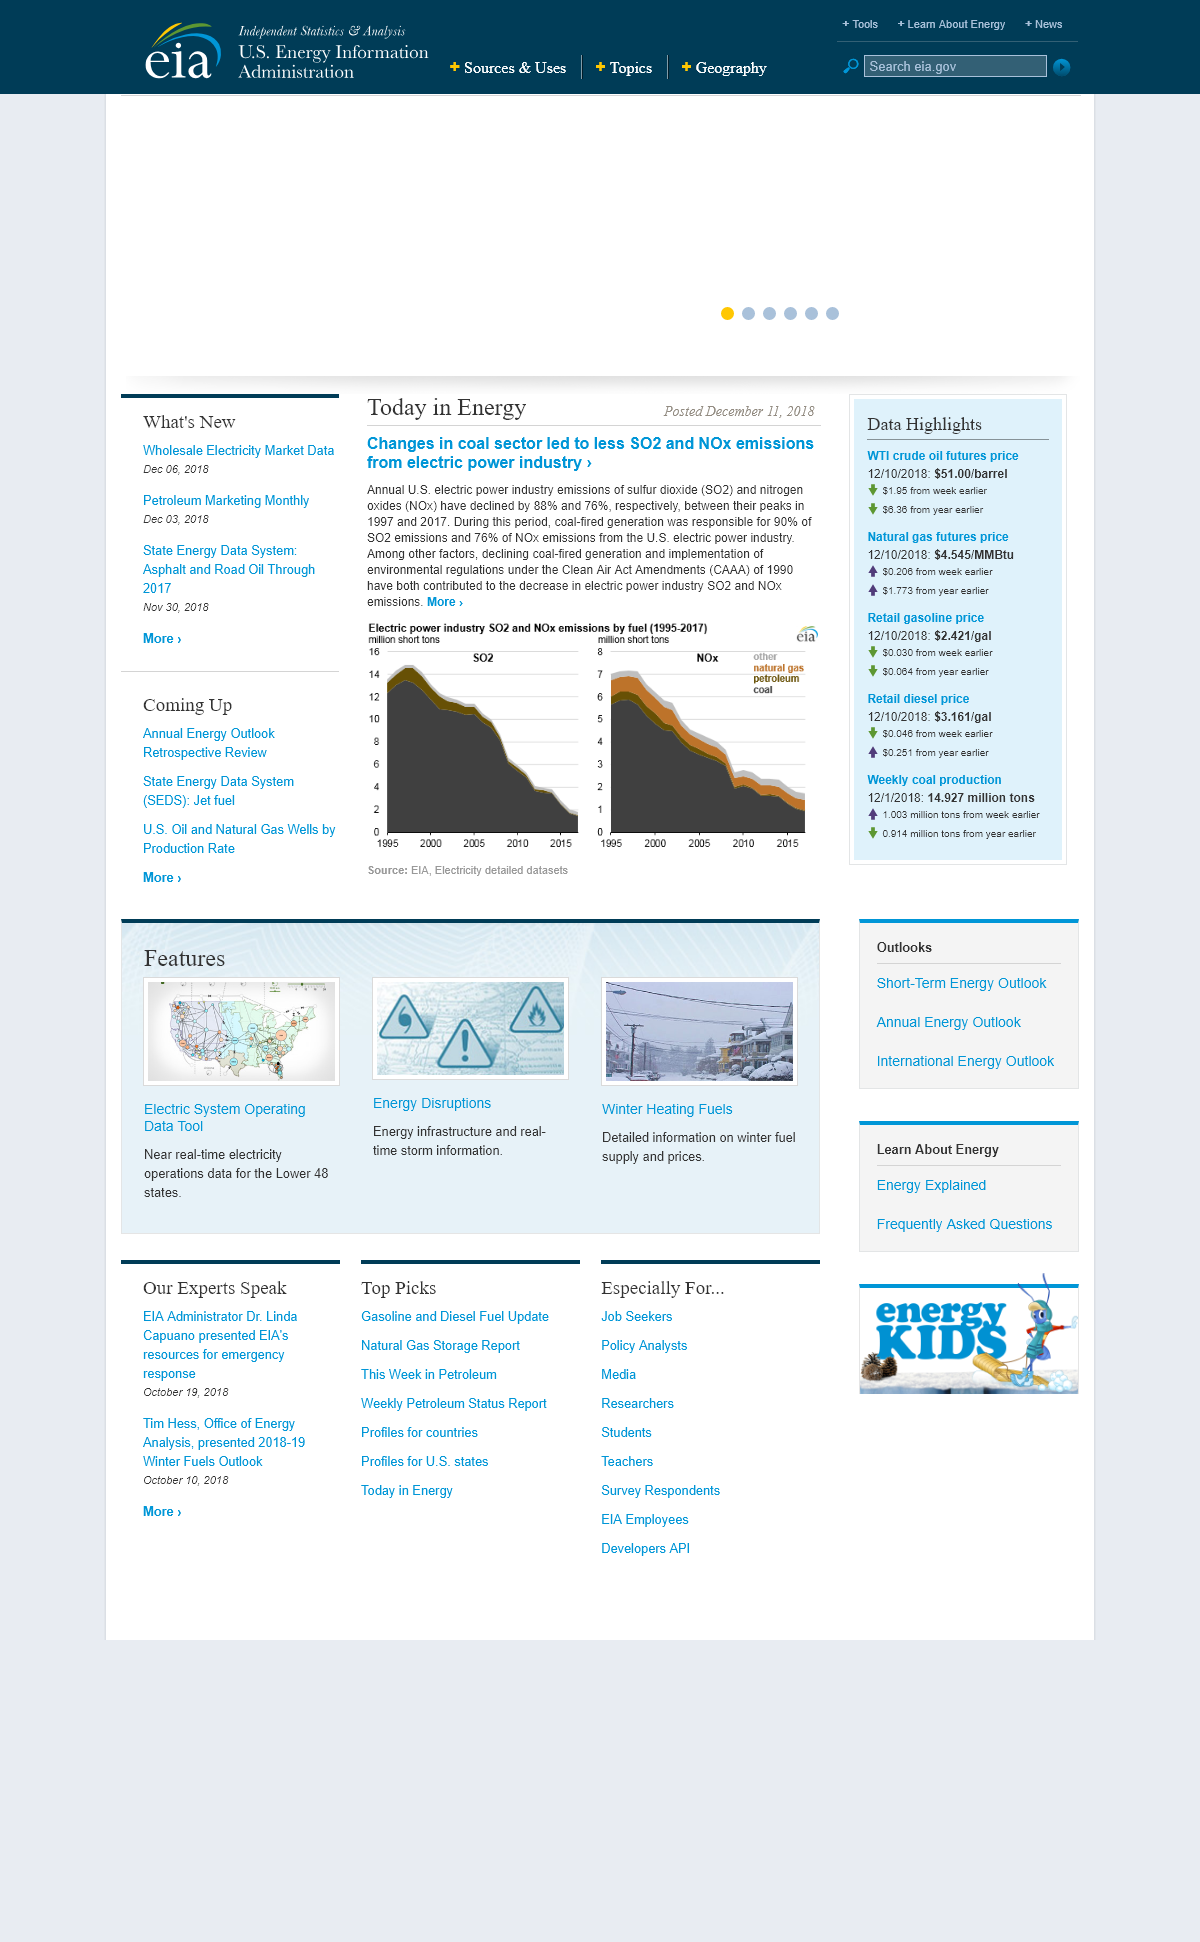 Independent Statistics & Analysis
eia U.S. Energy Information
Administration
+ Sources & Uses
+ Topics
+ Geography
+ Tools
+ Learn About Energy
+ News
Search eia.gov
What's New
Wholesale Electricity Market Data
Dec 06, 2018
Petroleum Marketing Monthly
Dec 03, 2018
State Energy Data System:
Asphalt and Road Oil Through
2017
Nov 30, 2018
More ›
Coming Up
Annual Energy Outlook
Retrospective Review
State Energy Data System
(SEDS): Jet fuel
U.S. Oil and Natural Gas Wells by
Production Rate
More ›
Today in Energy
Posted December 11, 2018
Changes in coal sector led to less SO2 and NOx emissions
from electric power industry ›
Annual U.S. electric power industry emissions of sulfur dioxide (SO2) and nitrogen
oxides (NOx) have declined by 88% and 76%, respectively, between their peaks in
1997 and 2017. During this period, coal-fired generation was responsible for 90% of
SO2 emissions and 76% of NOx emissions from the U.S. electric power industry.
Among other factors, declining coal-fired generation and implementation of
environmental regulations under the Clean Air Act Amendments (CAAA) of 1990
have both contributed to the decrease in electric power industry SO2 and NOx
emissions. More ›
Electric power industry SO2 and NOx emissions by fuel (1995-2017)
eia
million short tons
SO2
16
14
12
10
8
6
4
2
0
1995 2000 2005 2010 2015
million short tons
NOx
8
7
6
5
4
3
2
1
0
1995 2000 2005 2010 2015
other
natural gas
petroleum
coal
Source: EIA, Electricity detailed datasets
Data Highlights
WTI crude oil futures price
12/10/2018: $51.00/barrel
$1.95 from week earlier
$6.36 from year earlier
Natural gas futures price
12/10/2018: $4.545/MMBtu
$0.206 from week earlier
$1.773 from year earlier
Retail gasoline price
12/10/2018: $2.421/gal
$0.030 from week earlier
$0.064 from year earlier
Retail diesel price
12/10/2018: $3.161/gal
$0.046 from week earlier
$0.251 from year earlier
Weekly coal production
12/1/2018: 14.927 million tons
1.003 million tons from week earlier
0.914 million tons from year earlier
Features
Electric System Operating
Data Tool
Near real-time electricity
operations data for the Lower 48
states.
Energy Disruptions
Energy infrastructure and real-
time storm information.
Winter Heating Fuels
Detailed information on winter fuel
supply and prices.
Outlooks
Short-Term Energy Outlook
Annual Energy Outlook
International Energy Outlook
Learn About Energy
Energy Explained
Frequently Asked Questions
energy
KIDS
Our Experts Speak
EIA Administrator Dr. Linda
Capuano presented EIA's
resources for emergency
response
October 19, 2018
Tim Hess, Office of Energy
Analysis, presented 2018-19
Winter Fuels Outlook
October 10, 2018
More ›
Top Picks
Gasoline and Diesel Fuel Update
Natural Gas Storage Report
This Week in Petroleum
Weekly Petroleum Status Report
Profiles for countries
Profiles for U.S. states
Today in Energy
Especially For...
Job Seekers
Policy Analysts
Media
Researchers
Students
Teachers
Survey Respondents
EIA Employees
Developers API